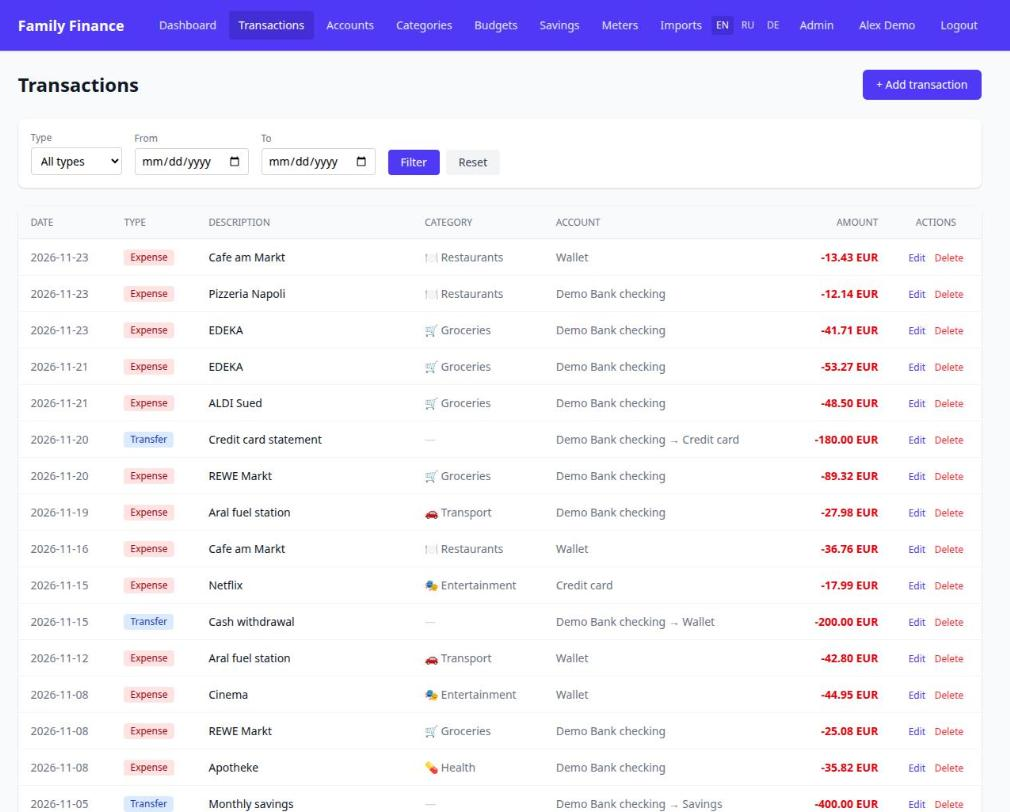 Family Finance Dashboard Transactions Accounts Categories Budgets Savings Meters Imports EN RU DE Admin Alex Demo Logout
Transactions + Add transaction
Type From To
All types mm/dd/yyyy mm/dd/yyyy Filter Reset
DATE TYPE DESCRIPTION CATEGORY ACCOUNT AMOUNT ACTIONS
2026-11-23 Expense Cafe am Markt Restaurants Wallet -13.43 EUR Edit Delete
2026-11-23 Expense Pizzeria Napoli Restaurants Demo Bank checking -12.14 EUR Edit Delete
2026-11-23 Expense EDEKA Groceries Demo Bank checking -41.71 EUR Edit Delete
2026-11-21 Expense EDEKA Groceries Demo Bank checking -53.27 EUR Edit Delete
2026-11-21 Expense ALDI Sued Groceries Demo Bank checking -48.50 EUR Edit Delete
2026-11-20 Transfer Credit card statement — Demo Bank checking → Credit card -180.00 EUR Edit Delete
2026-11-20 Expense REWE Markt Groceries Demo Bank checking -89.32 EUR Edit Delete
2026-11-19 Expense Aral fuel station Transport Demo Bank checking -27.98 EUR Edit Delete
2026-11-16 Expense Cafe am Markt Restaurants Wallet -36.76 EUR Edit Delete
2026-11-15 Expense Netflix Entertainment Credit card -17.99 EUR Edit Delete
2026-11-15 Transfer Cash withdrawal — Demo Bank checking → Wallet -200.00 EUR Edit Delete
2026-11-12 Expense Aral fuel station Transport Wallet -42.80 EUR Edit Delete
2026-11-08 Expense Cinema Entertainment Wallet -44.95 EUR Edit Delete
2026-11-08 Expense REWE Markt Groceries Demo Bank checking -25.08 EUR Edit Delete
2026-11-08 Expense Apotheke Health Demo Bank checking -35.82 EUR Edit Delete
2026-11-05 Transfer Monthly savings — Demo Bank checking → Savings -400.00 EUR Edit Delete